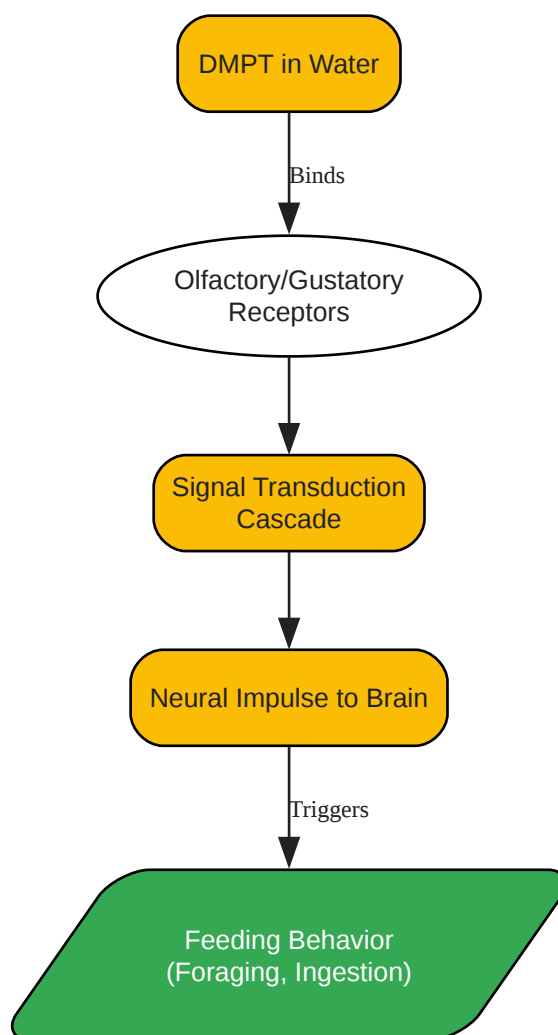 DMPT in Water
Binds
Olfactory/Gustatory
Receptors
Signal Transduction
Cascade
Neural Impulse to Brain
Triggers
Feeding Behavior
(Foraging, Ingestion)